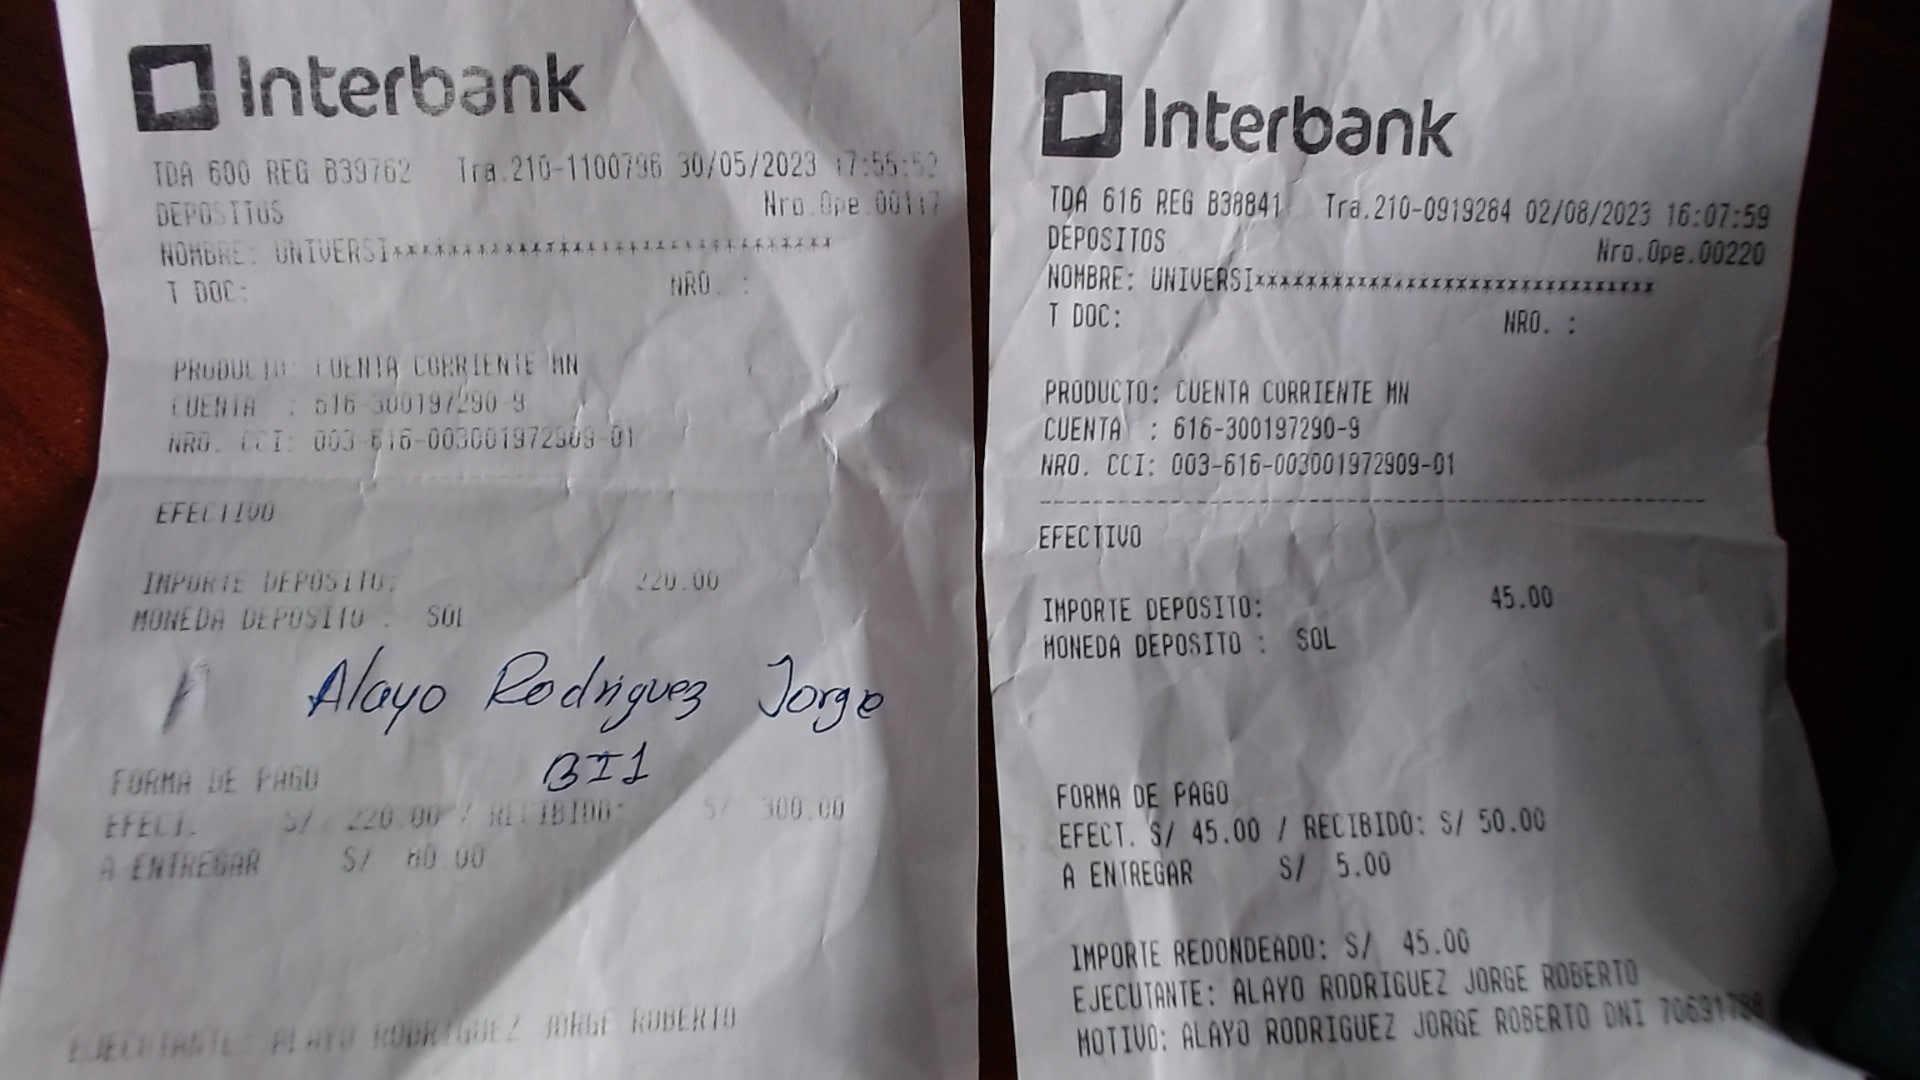 Interbank
TDA 600 REG B39762 Tra.210-1100796 30/05/2023 17:55:52
DEPOSITOS Nro.Ope.00117
NOMBRE: UNIVERSI**********************************
T DOC: NRO. :
PRODUCTO: CUENTA CORRIENTE MN
CUENTA : 616-300197290-9
NRO. CCI: 003-616-003001972909-01
EFECTIVO
IMPORTE DEPOSITO: 220.00
MONEDA DEPOSITO : SOL
Alayo Rodriguez Jorge
BI1
FORMA DE PAGO
EFECT. S/ 220.00 / RECIBIDO: S/ 300.00
A ENTREGAR S/ 80.00
EJECUTANTE: ALAYO RODRIGUEZ JORGE ROBERTO
Interbank
TDA 616 REG B38841 Tra.210-0919284 02/08/2023 16:07:59
DEPOSITOS Nro.Ope.00220
NOMBRE: UNIVERSI**********************************
T DOC: NRO. :
PRODUCTO: CUENTA CORRIENTE MN
CUENTA : 616-300197290-9
NRO. CCI: 003-616-003001972909-01
EFECTIVO
IMPORTE DEPOSITO: 45.00
MONEDA DEPOSITO : SOL
FORMA DE PAGO
EFECT. S/ 45.00 / RECIBIDO: S/ 50.00
A ENTREGAR S/ 5.00
IMPORTE REDONDEADO: S/ 45.00
EJECUTANTE: ALAYO RODRIGUEZ JORGE ROBERTO
MOTIVO: ALAYO RODRIGUEZ JORGE ROBERTO DNI